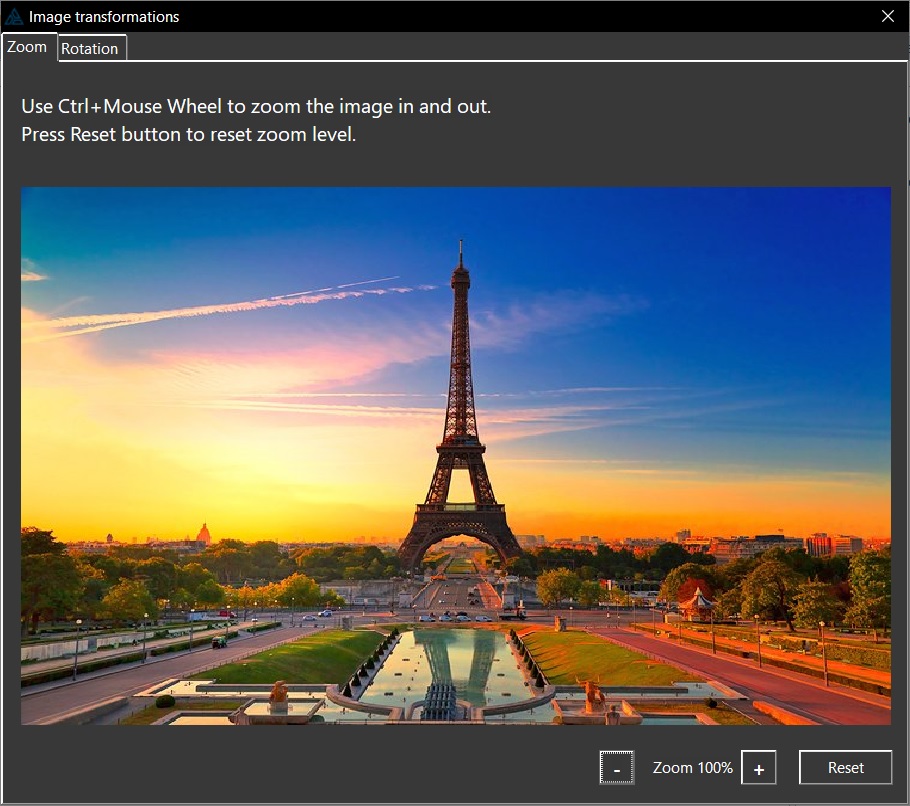 Image transformations
Zoom
Rotation
Use Ctrl+Mouse Wheel to zoom the image in and out.
Press Reset button to reset zoom level.
- Zoom 100% + Reset